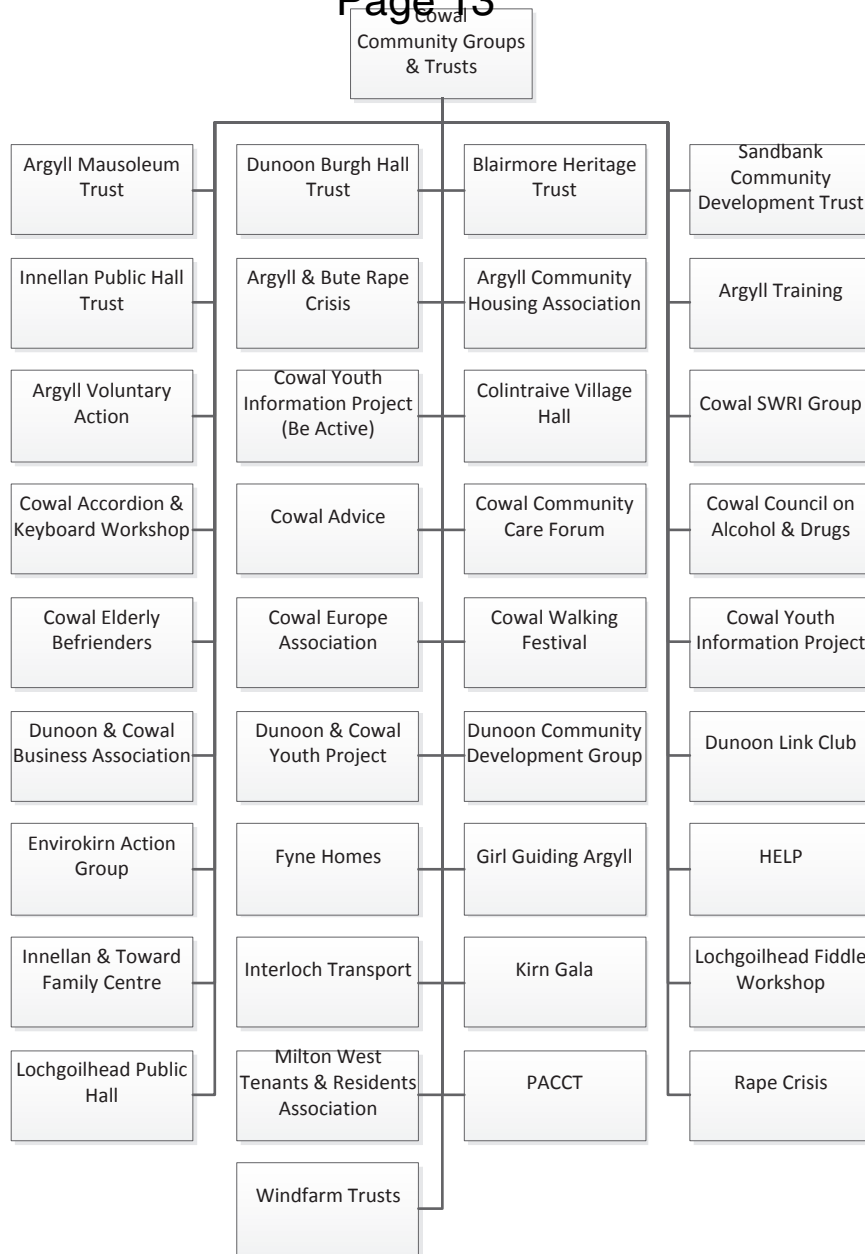 Page 13
Cowal
Community Groups
& Trusts
Argyll Mausoleum
Trust
Dunoon Burgh Hall
Trust
Blairmore Heritage
Trust
Sandbank
Community
Development Trust
Innellan Public Hall
Trust
Argyll & Bute Rape
Crisis
Argyll Community
Housing Association
Argyll Training
Argyll Voluntary
Action
Cowal Youth
Information Project
(Be Active)
Colintraive Village
Hall
Cowal SWRI Group
Cowal Accordion &
Keyboard Workshop
Cowal Advice
Cowal Community
Care Forum
Cowal Council on
Alcohol & Drugs
Cowal Elderly
Befrienders
Cowal Europe
Association
Cowal Walking
Festival
Cowal Youth
Information Project
Dunoon & Cowal
Business Association
Dunoon & Cowal
Youth Project
Dunoon Community
Development Group
Dunoon Link Club
Envirokirn Action
Group
Fyne Homes
Girl Guiding Argyll
HELP
Innellan & Toward
Family Centre
Interloch Transport
Kirn Gala
Lochgoilhead Fiddle
Workshop
Lochgoilhead Public
Hall
Milton West
Tenants & Residents
Association
PACCT
Rape Crisis
Windfarm Trusts